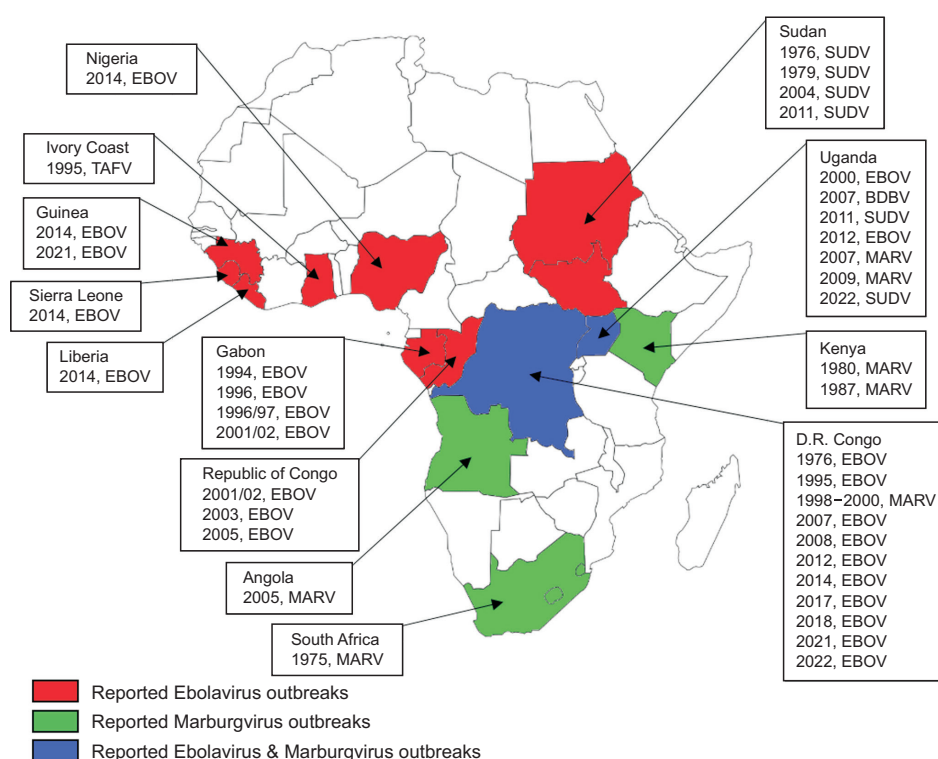 Nigeria
2014, EBOV
Ivory Coast
1995, TAFV
Guinea
2014, EBOV
2021, EBOV
Sierra Leone
2014, EBOV
Liberia
2014, EBOV
Gabon
1994, EBOV
1996, EBOV
1996/97, EBOV
2001/02, EBOV
Republic of Congo
2001/02, EBOV
2003, EBOV
2005, EBOV
Angola
2005, MARV
South Africa
1975, MARV
Sudan
1976, SUDV
1979, SUDV
2004, SUDV
2011, SUDV
Uganda
2000, EBOV
2007, BDBV
2011, SUDV
2012, EBOV
2007, MARV
2009, MARV
2022, SUDV
Kenya
1980, MARV
1987, MARV
D.R. Congo
1976, EBOV
1995, EBOV
1998−2000, MARV
2007, EBOV
2008, EBOV
2012, EBOV
2014, EBOV
2017, EBOV
2018, EBOV
2021, EBOV
2022, EBOV
Reported Ebolavirus outbreaks
Reported Marburgvirus outbreaks
Reported Ebolavirus & Marburgvirus outbreaks